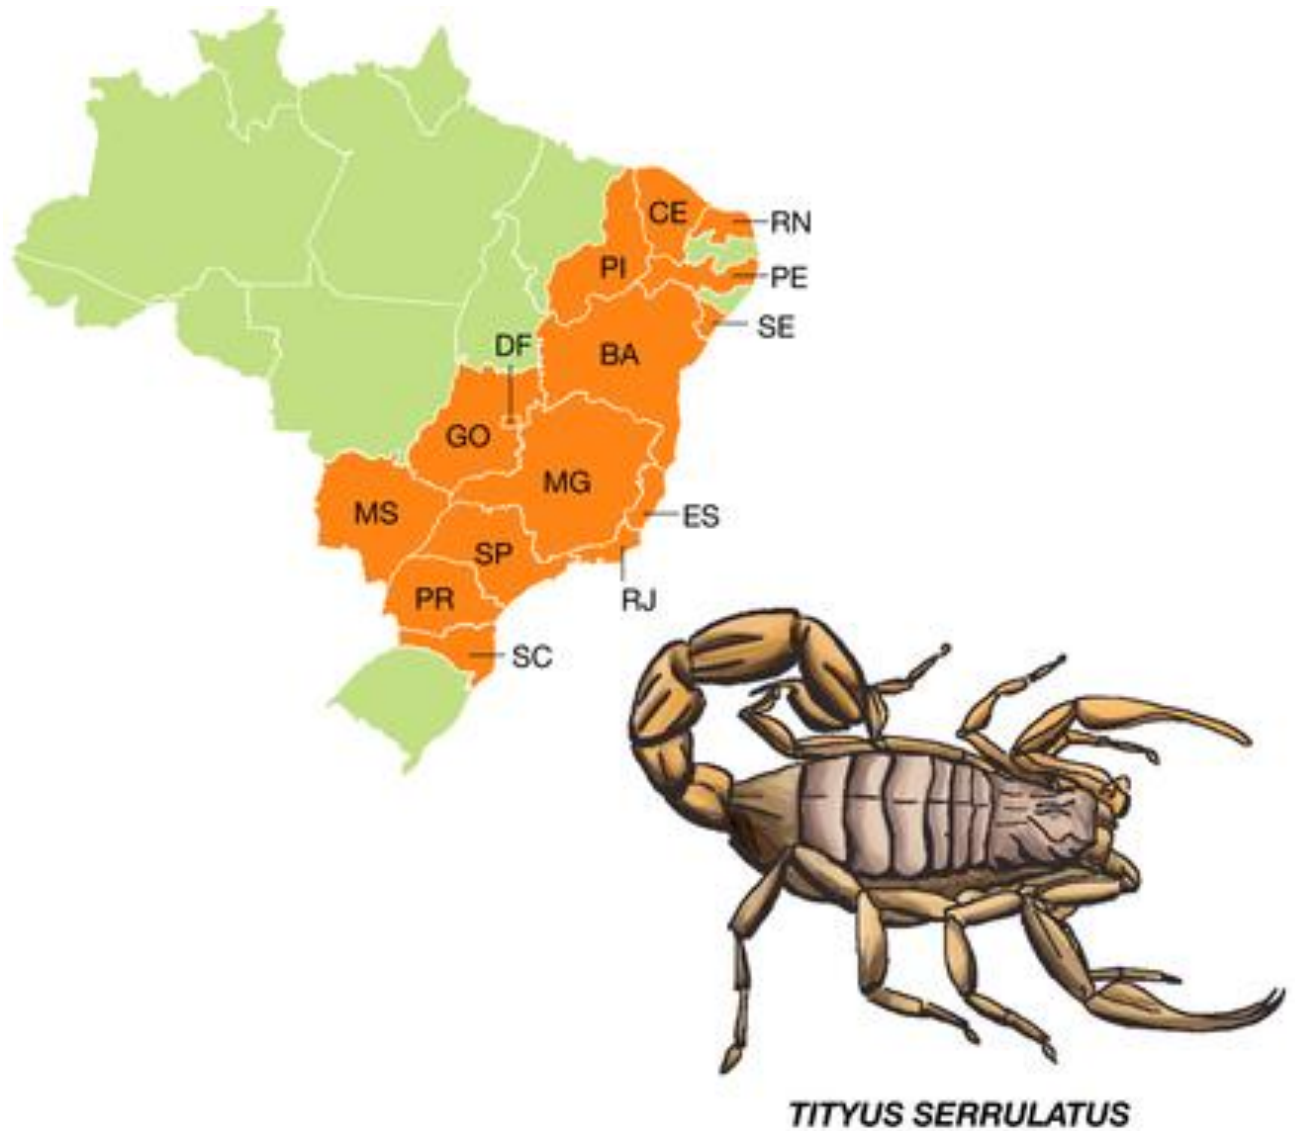 CE
RN
PI
PE
SE
DF
BA
GO
MG
MS
ES
SP
PR
RJ
SC
TITYUS SERRULATUS